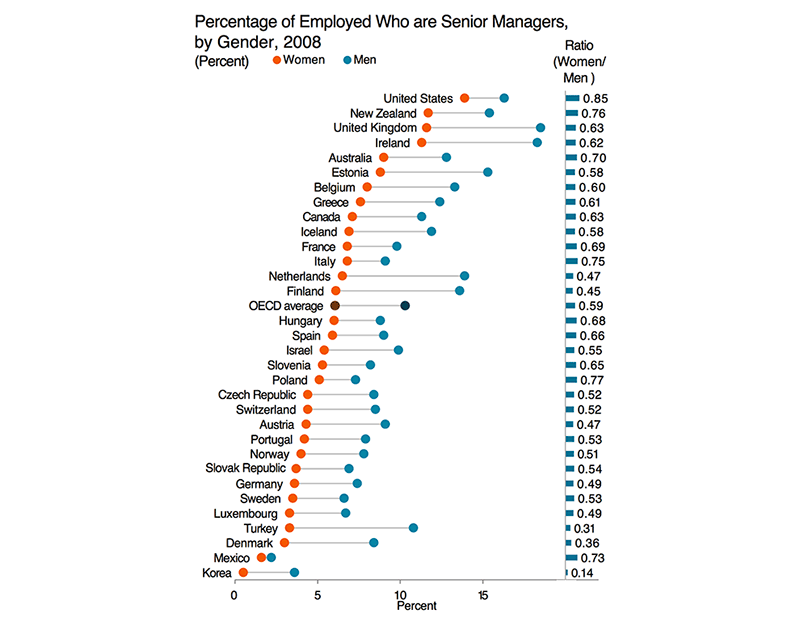 Percentage of Employed Who are Senior Managers,
by Gender, 2008
(Percent) Women Men
Ratio
(Women/
Men )
United States 0.85
New Zealand 0.76
United Kingdom 0.63
Ireland 0.62
Australia 0.70
Estonia 0.58
Belgium 0.60
Greece 0.61
Canada 0.63
Iceland 0.58
France 0.69
Italy 0.75
Netherlands 0.47
Finland 0.45
OECD average 0.59
Hungary 0.68
Spain 0.66
Israel 0.55
Slovenia 0.65
Poland 0.77
Czech Republic 0.52
Switzerland 0.52
Austria 0.47
Portugal 0.53
Norway 0.51
Slovak Republic 0.54
Germany 0.49
Sweden 0.53
Luxembourg 0.49
Turkey 0.31
Denmark 0.36
Mexico 0.73
Korea 0.14
0 5 10 15
Percent